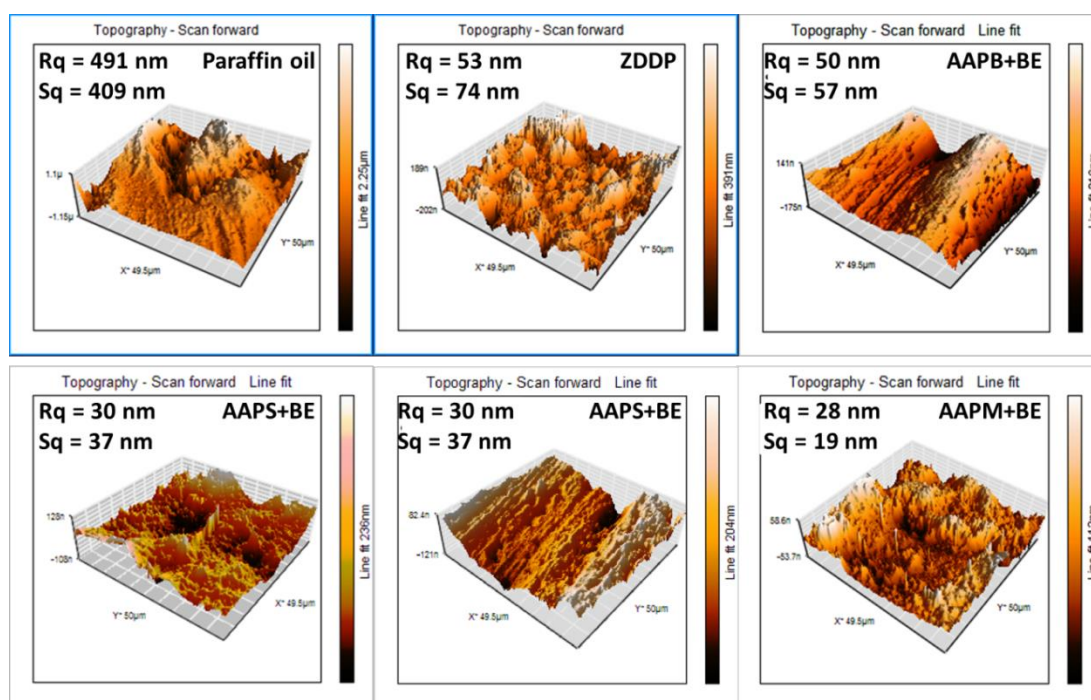 Topography - Scan forward
Rq = 491 nm Paraffin oil
Sq = 409 nm
1.1µ
-1.15µ
X* 49.5µm
Y* 50µm
Line fit 2.25µm
Topography - Scan forward
Rq = 53 nm ZDDP
Sq = 74 nm
189n
-202n
X* 49.5µm
Y* 50µm
Line fit 391nm
Topography - Scan forward Line fit
Rq = 50 nm AAPB+BE
Sq = 57 nm
141n
-175n
X* 49.5µm
Y* 50µm
Topography - Scan forward Line fit
Rq = 30 nm AAPS+BE
Sq = 37 nm
128n
-108n
Y* 50µm
X* 49.5µm
Line fit 236nm
Topography - Scan forward Line fit
Rq = 30 nm AAPS+BE
Sq = 37 nm
82.4n
-121n
X* 49.5µm
Y* 50µm
Line fit 204nm
Topography - Scan forward Line fit
Rq = 28 nm AAPM+BE
Sq = 19 nm
58.6n
-53.7n
X* 49.5µm
Y* 50µm